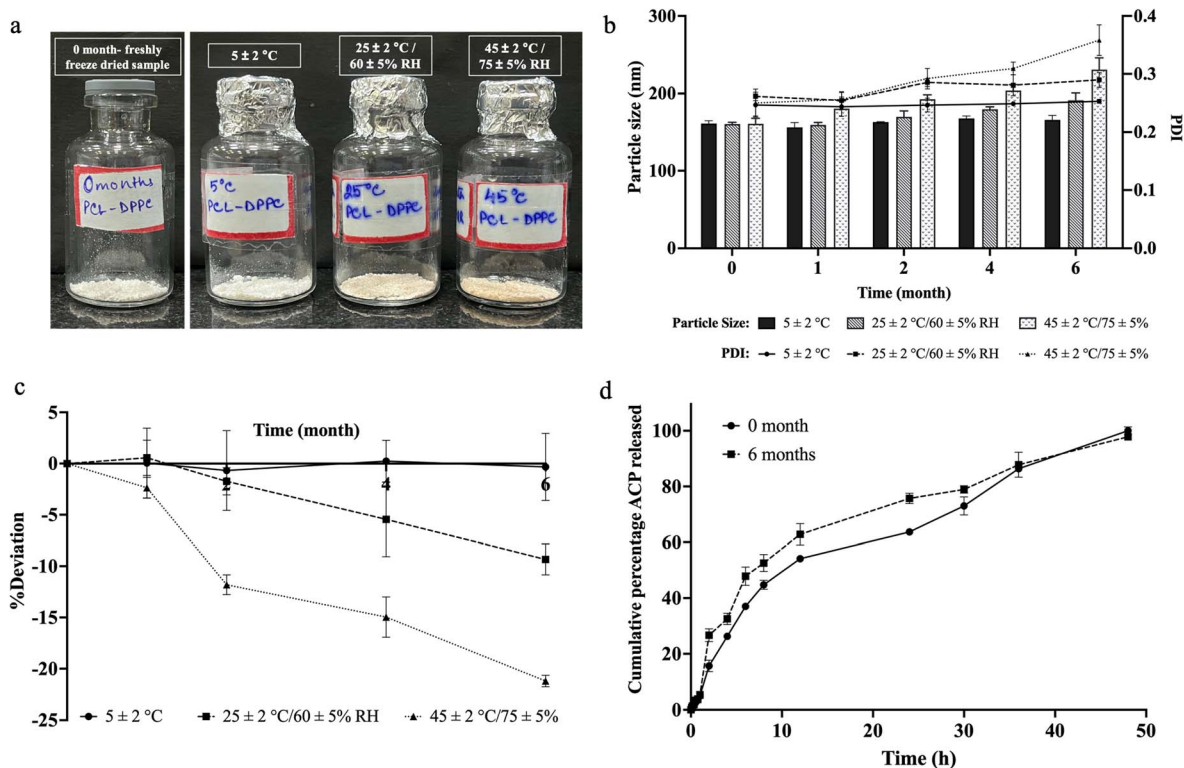 a
0 month- freshly
freeze dried sample
5 ± 2 °C
25 ± 2 °C /
60 ± 5% RH
45 ± 2 °C/
75 ± 5% RH
0 months
PCL-DPPC
5°C
PCL-DPPC
25°C
PCL-DPPC
45°C
PCL-DPPC
b
300
200
100
0
Particle size (nm)
0.4
0.3
0.2
0.1
0.0
PDI
0 1 2 4 6
Time (month)
Particle Size: 5 ± 2 °C 25 ± 2 °C/60 ± 5% RH 45 ± 2 °C/75 ± 5%
PDI: 5 ± 2 °C 25 ± 2 °C/60 ± 5% RH 45 ± 2 °C/75 ± 5%
c
5
0
-5
-10
-15
-20
-25
%Deviation
Time (month)
2 4 6
5 ± 2 °C 25 ± 2 °C/60 ± 5% RH 45 ± 2 °C/75 ± 5%
d
100
80
60
40
20
0
Cumulative percentage ACP released
0 month
6 months
0 10 20 30 40 50
Time (h)